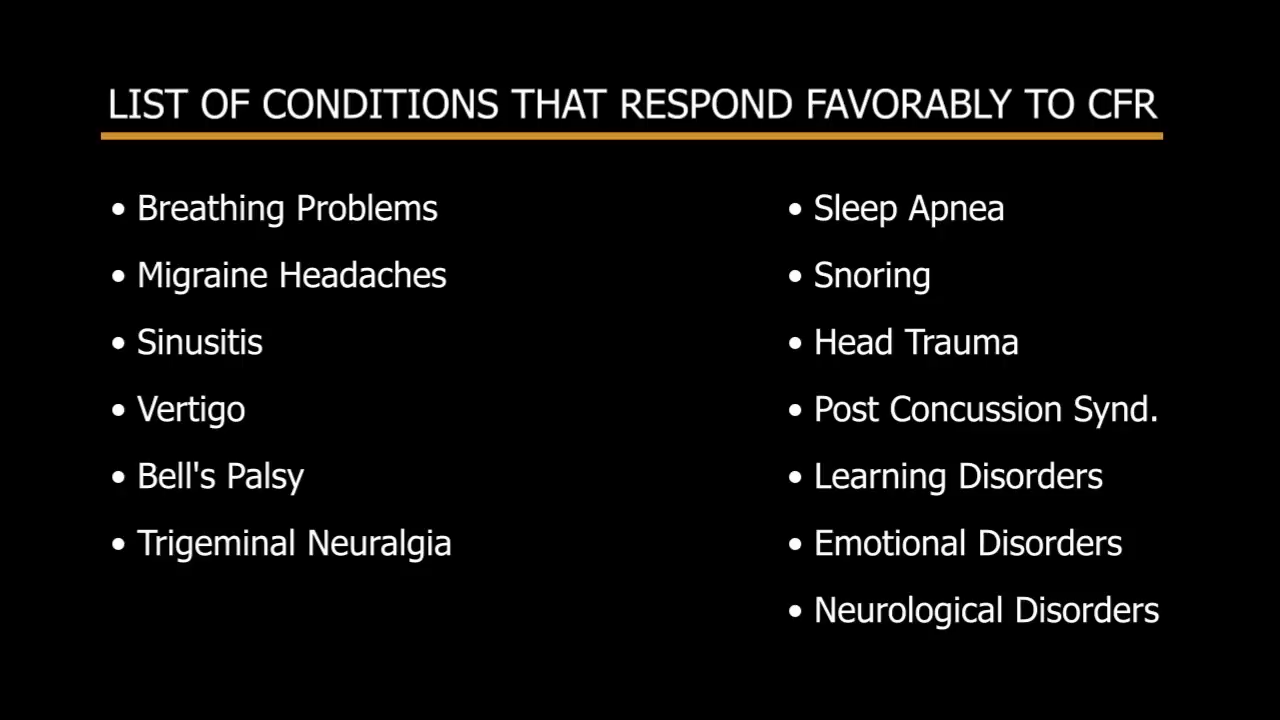 LIST OF CONDITIONS THAT RESPOND FAVORABLY TO CFR
• Breathing Problems
• Migraine Headaches
• Sinusitis
• Vertigo
• Bell's Palsy
• Trigeminal Neuralgia
• Sleep Apnea
• Snoring
• Head Trauma
• Post Concussion Synd.
• Learning Disorders
• Emotional Disorders
• Neurological Disorders